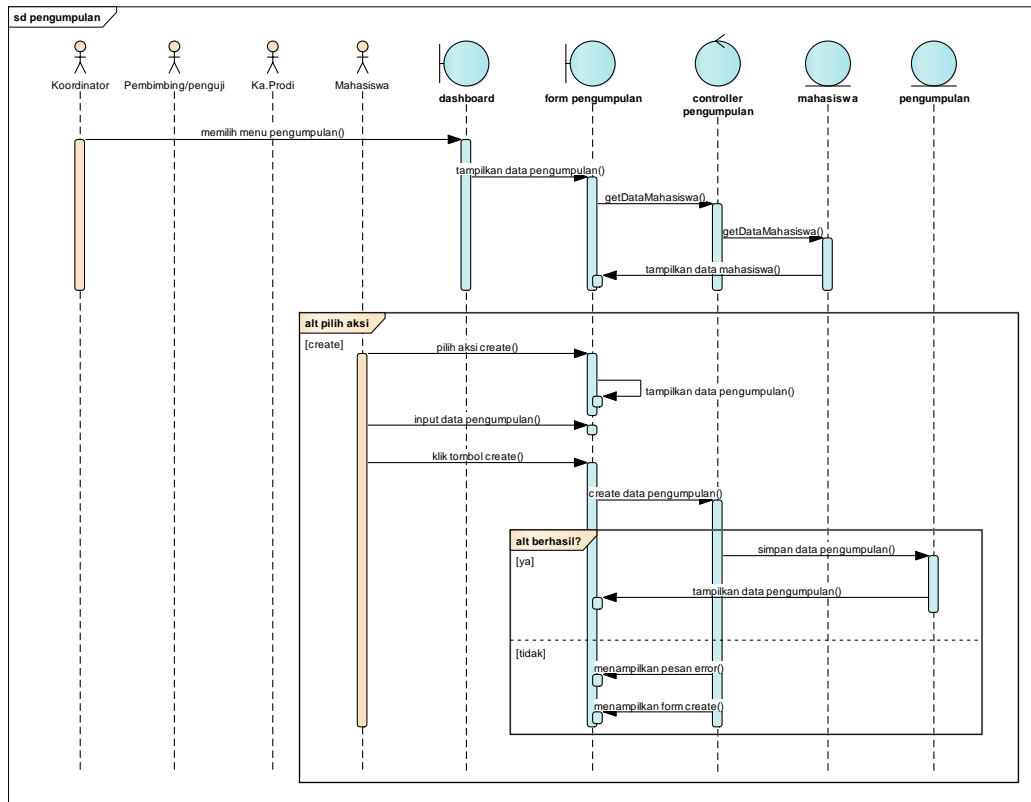 sd pengumpulan
Koordinator
Pembimbing/penguji
Ka.Prodi
Mahasiswa
dashboard
form pengumpulan
controller
pengumpulan
mahasiswa
pengumpulan
memilih menu pengumpulan()
tampilkan data pengumpulan()
getDataMahasiswa()
getDataMahasiswa()
tampilkan data mahasiswa()
alt pilih aksi
[create]
pilih aksi create()
tampilkan data pengumpulan()
input data pengumpulan()
klik tombol create()
create data pengumpulan()
alt berhasil?
simpan data pengumpulan()
[ya]
tampilkan data pengumpulan()
[tidak]
menampilkan pesan error()
menampilkan form create()